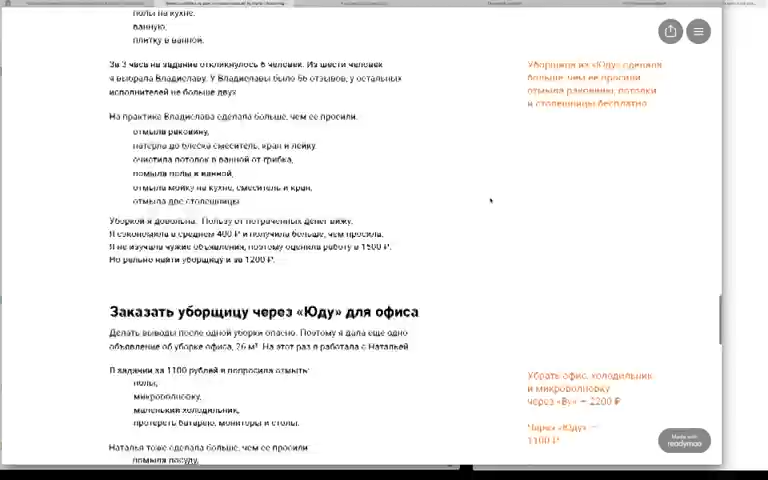 полы на кухне,
ванную,
плитку в ванной.
За 3 часа на задание откликнулось 6 человек. Из шести человек
я выбрала Владиславу. У Владиславы было 56 отзывов, у остальных
исполнителей не больше двух
На практике Владислава сделала больше, чем ее просили:
отмыла раковину,
натерла до блеска смеситель, кран и лейку,
очистила потолок в ванной от грибка,
помыла полы в ванной,
отмыла мойку на кухне, смеситель и кран,
отмыла две столешницы
Уборщица из «Юду» сделала
больше, чем ее просили
отмыла раковины, потолки
и столешницы бесплатно
Уборкой я довольна. Пользу от потраченных денег вижу.
Я сэкономила в среднем 400 ₽ и получила больше, чем просила.
Я не изучала чужие объявления, поэтому оценила работу в 1500 ₽.
Но реально найти уборщицу и за 1200 ₽.
Заказать уборщицу через «Юду» для офиса
Делать выводы после одной уборки опасно. Поэтому я дала еще одно
объявление об уборке офиса, 26 м². На этот раз я работала с Натальей
В задании за 1100 рублей я попросила отмыть:
полы,
микроволновку,
маленький холодильник,
протереть батарею, мониторы и столы.
Наталья тоже сделала больше, чем ее просили
помыла посуду,
Убрать офис, холодильник
и микроволновку
через — 2200 ₽
Через «Юду» —
1100 ₽
Made with
readymag